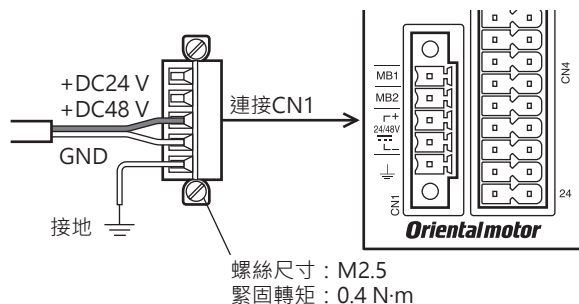 +DC24 V
+DC48 V
GND
接地
連接CN1
螺絲尺寸：M2.5
緊固轉矩：0.4 N·m
MB1
MB2
+
24/48V
−
CN1
CN4
24
Orientalmotor